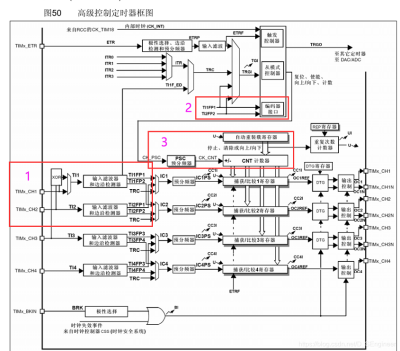 图50 高级控制定时器框图
内部时钟(CK_INT)
来自RCC的CK_TIM18
TIMx_ETR
ETR
极性选择、边沿
检测和预分频
ETRP
输入滤波
ETRF
触发
控制器
TRGO
至其它定时器
至DAC/ADC
ITR0
ITR1
ITR2
ITR3
ITR
TRC
TRGI
TI1F_ED
从模式
控制器
复位、使能、
向上/向下、计数
2
TI1FP1
TI2FP2
编码器
接口
3
REP寄存器
U
自动重装载寄存器
停止、清除或向上/向下
重复次数
计数器
UI
U
CK_PSC
PSC
预分频器
CK_CNT
+/-
CNT 计数器
DTG寄存器
1
XOR
TI1
输入滤波器
和边沿检测器
TI1FP1
TI1FP2
TRC
IC1
预分频器
IC1PS
捕获/比较1寄存器
CC1I
OC1REF
DTG
输出
控制
OC1
TIMx_CH1
TIMx_CH1N
TIMx_CH1
TIMx_CH2
TI2
输入滤波器
和边沿检测器
TI2FP1
TI2FP2
TRC
IC2
预分频器
IC2PS
捕获/比较2寄存器
CC2I
OC2REF
DTG
输出
控制
TIMx_CH2
TIMx_CH2N
TIMx_CH3
TI3
输入滤波器
和边沿检测器
TI3FP3
TI3FP4
TRC
IC3
预分频器
IC3PS
捕获/比较3寄存器
CC3I
OC3REF
DTG
输出
控制
TIMx_CH3
TIMx_CH3N
TIMx_CH4
TI4
输入滤波器
和边沿检测器
TI4FP3
TI4FP4
TRC
IC4
预分频器
IC4PS
捕获/比较4寄存器
CC4I
OC4REF
输出
控制
OC4
TIMx_CH4
ETRF
TIMx_BKIN
BRK
极性选择
BI
时钟失效事件
来自时钟控制器CSS(时钟安全系统)